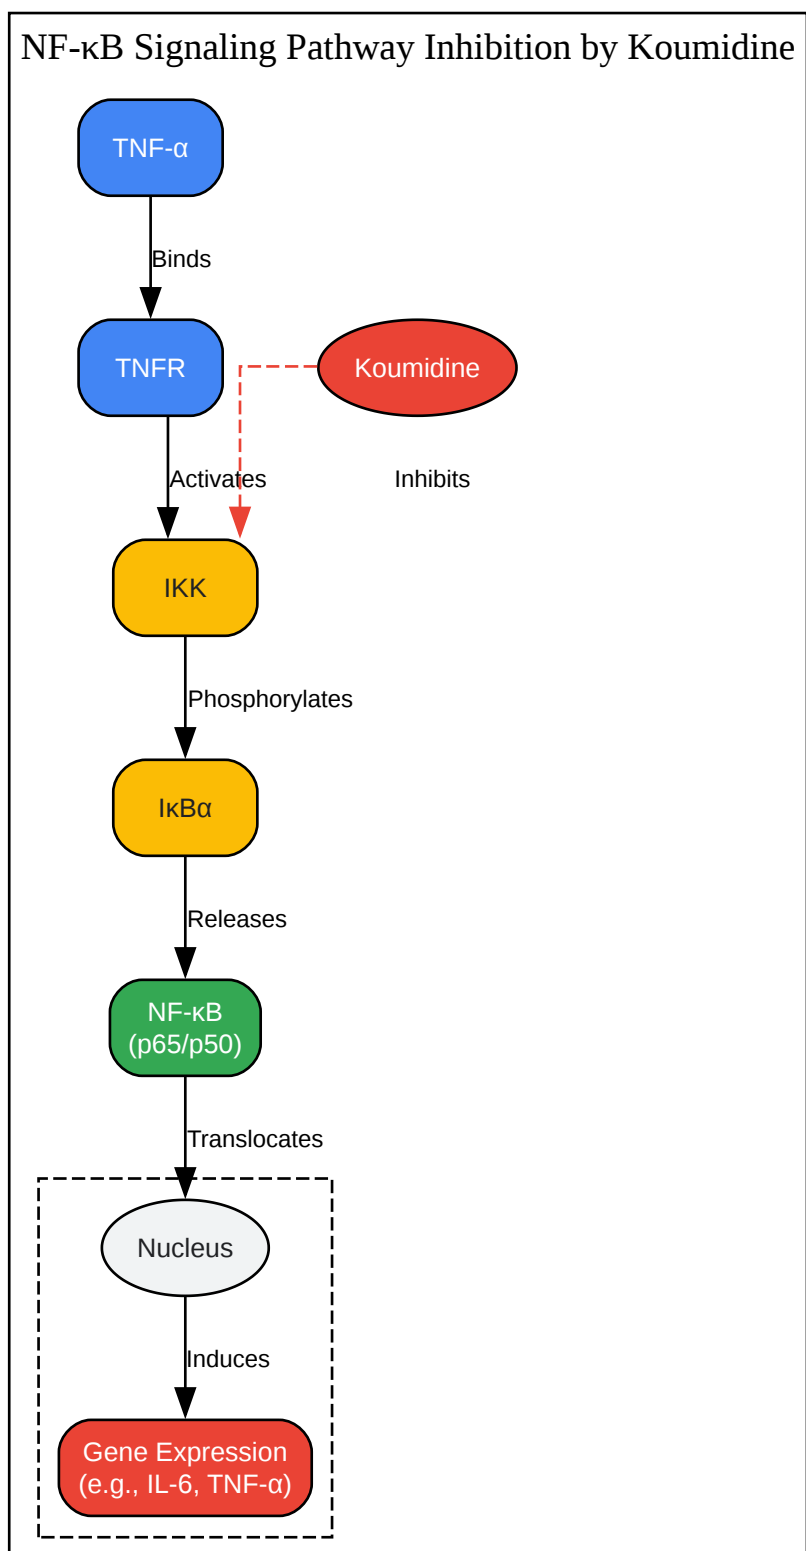 NF-κB Signaling Pathway Inhibition by Koumidine
TNF-α
Binds
TNFR
Koumidine
Activates
Inhibits
IKK
Phosphorylates
IκBα
Releases
NF-κB
(p65/p50)
Translocates
Nucleus
Induces
Gene Expression
(e.g., IL-6, TNF-α)